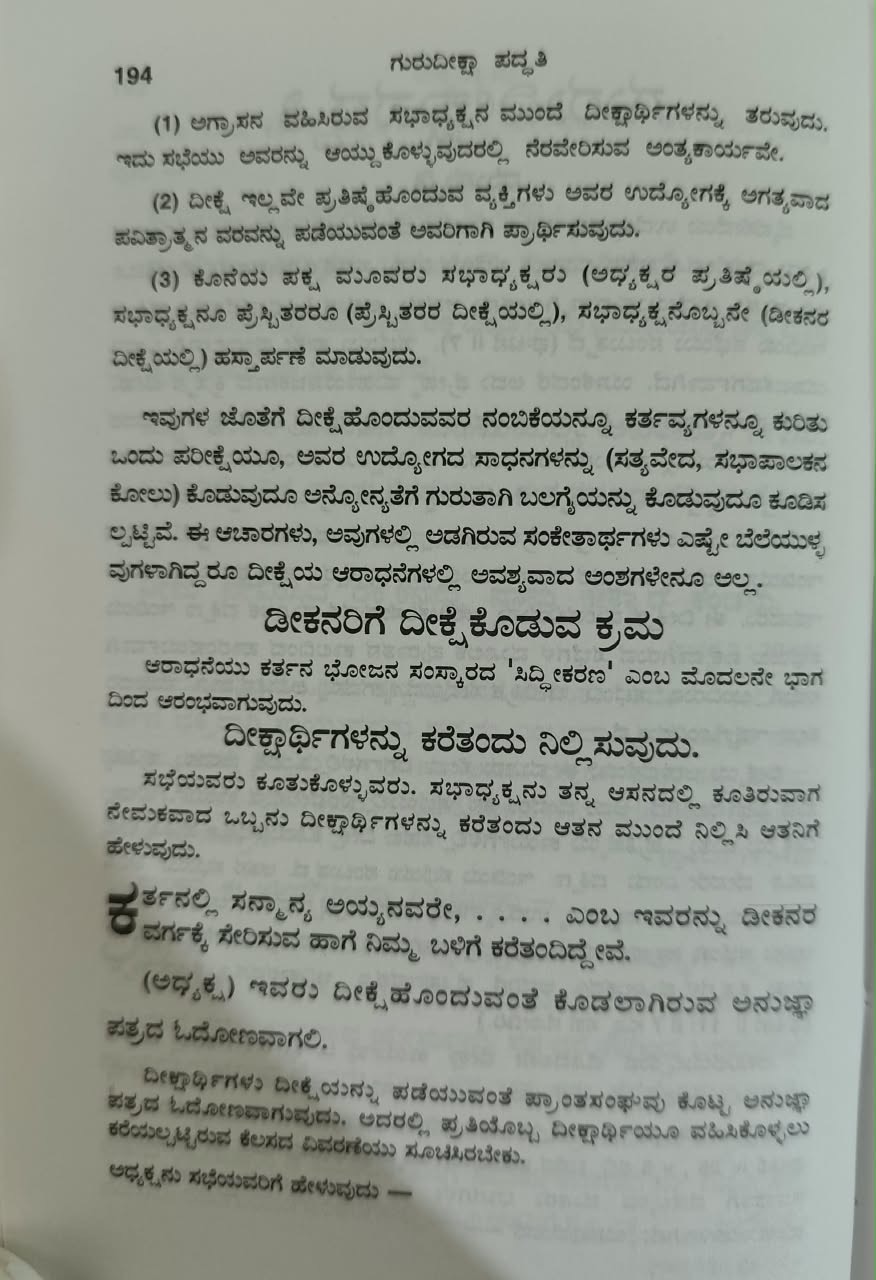 194
ಗುರುದೀಕ್ಷಾ ಪದ್ಧತಿ
(1) ಅಗ್ರಾಸನ ವಹಿಸಿರುವ ಸಭಾಧ್ಯಕ್ಷನ ಮುಂದೆ ದೀಕ್ಷಾರ್ಥಿಗಳನ್ನು ತರುವುದು.
ಇದು ಸಭೆಯು ಅವರನ್ನು ಆಯ್ದುಕೊಳ್ಳುವುದರಲ್ಲಿ ನೆರವೇರಿಸುವ ಅಂತ್ಯಕಾರ್ಯವೇ.
(2) ದೀಕ್ಷೆ ಇಲ್ಲವೇ ಪ್ರತಿಷ್ಠೆಹೊಂದುವ ವ್ಯಕ್ತಿಗಳು ಅವರ ಉದ್ಯೋಗಕ್ಕೆ ಅಗತ್ಯವಾದ
ಪವಿತ್ರಾತ್ಮನ ವರವನ್ನು ಪಡೆಯುವಂತೆ ಅವರಿಗಾಗಿ ಪ್ರಾರ್ಥಿಸುವುದು.
(3) ಕೊನೆಯ ಪಕ್ಷ ಮೂವರು ಸಭಾಧ್ಯಕ್ಷರು (ಅಧ್ಯಕ್ಷರ ಪ್ರತಿಷ್ಠೆಯಲ್ಲಿ),
ಸಭಾಧ್ಯಕ್ಷನೂ ಪ್ರೆಸ್ಬಿತರರೂ (ಪ್ರೆಸ್ಬಿತರರ ದೀಕ್ಷೆಯಲ್ಲಿ), ಸಭಾಧ್ಯಕ್ಷನೊಬ್ಬನೇ (ಡೀಕನರ
ದೀಕ್ಷೆಯಲ್ಲಿ) ಹಸ್ತಾರ್ಪಣೆ ಮಾಡುವುದು.
ಇವುಗಳ ಜೊತೆಗೆ ದೀಕ್ಷೆಹೊಂದುವವರ ನಂಬಿಕೆಯನ್ನೂ ಕರ್ತವ್ಯಗಳನ್ನೂ ಕುರಿತು
ಒಂದು ಪರೀಕ್ಷೆಯೂ, ಅವರ ಉದ್ಯೋಗದ ಸಾಧನಗಳನ್ನು (ಸತ್ಯವೇದ, ಸಭಾಪಾಲಕನ
ಕೋಲು) ಕೊಡುವುದೂ ಅನ್ಯೋನ್ಯತೆಗೆ ಗುರುತಾಗಿ ಬಲಗೈಯನ್ನು ಕೊಡುವುದೂ ಕೂಡಿಸ
ಲ್ಪಟ್ಟಿವೆ. ಈ ಆಚಾರಗಳು, ಅವುಗಳಲ್ಲಿ ಅಡಗಿರುವ ಸಂಕೇತಾರ್ಥಗಳು ಎಷ್ಟೇ ಬೆಲೆಯುಳ್ಳ
ವುಗಳಾಗಿದ್ದರೂ ದೀಕ್ಷೆಯ ಆರಾಧನೆಗಳಲ್ಲಿ ಅವಶ್ಯವಾದ ಅಂಶಗಳೇನೂ ಅಲ್ಲ.
ಡೀಕನರಿಗೆ ದೀಕ್ಷೆಕೊಡುವ ಕ್ರಮ
ಆರಾಧನೆಯು ಕರ್ತನ ಭೋಜನ ಸಂಸ್ಕಾರದ 'ಸಿದ್ಧೀಕರಣ' ಎಂಬ ಮೊದಲನೇ ಭಾಗ
ದಿಂದ ಆರಂಭವಾಗುವುದು.
ದೀಕ್ಷಾರ್ಥಿಗಳನ್ನು ಕರೆತಂದು ನಿಲ್ಲಿಸುವುದು.
ಸಭೆಯವರು ಕೂತುಕೊಳ್ಳುವರು. ಸಭಾಧ್ಯಕ್ಷನು ತನ್ನ ಆಸನದಲ್ಲಿ ಕೂತಿರುವಾಗ
ನೇಮಕವಾದ ಒಬ್ಬನು ದೀಕ್ಷಾರ್ಥಿಗಳನ್ನು ಕರೆತಂದು ಆತನ ಮುಂದೆ ನಿಲ್ಲಿಸಿ ಆತನಿಗೆ
ಹೇಳುವುದು.
ಕರ್ತನಲ್ಲಿ ಸನ್ಮಾನ್ಯ ಅಯ್ಯನವರೇ, . . . . ಎಂಬ ಇವರನ್ನು ಡೀಕನರ
ವರ್ಗಕ್ಕೆ ಸೇರಿಸುವ ಹಾಗೆ ನಿಮ್ಮ ಬಳಿಗೆ ಕರೆತಂದಿದ್ದೇವೆ.
(ಅಧ್ಯಕ್ಷ) ಇವರು ದೀಕ್ಷೆಹೊಂದುವಂತೆ ಕೊಡಲಾಗಿರುವ ಅನುಜ್ಞಾ
ಪತ್ರದ ಓದೋಣವಾಗಲಿ.
ದೀಕ್ಷಾರ್ಥಿಗಳು ದೀಕ್ಷೆಯನ್ನು ಪಡೆಯುವಂತೆ ಪ್ರಾಂತಸಂಘವು ಕೊಟ್ಟ ಅನುಜ್ಞಾ
ಪತ್ರದ ಓದೋಣವಾಗುವುದು. ಅದರಲ್ಲಿ ಪ್ರತಿಯೊಬ್ಬ ದೀಕ್ಷಾರ್ಥಿಯೂ ವಹಿಸಿಕೊಳ್ಳಲು
ಕರೆಯಲ್ಪಟ್ಟಿರುವ ಕೆಲಸದ ವಿವರಣೆಯು ಸೂಚಿಸಿರಬೇಕು.
ಅಧ್ಯಕ್ಷನು ಸಭೆಯವರಿಗೆ ಹೇಳುವುದು —